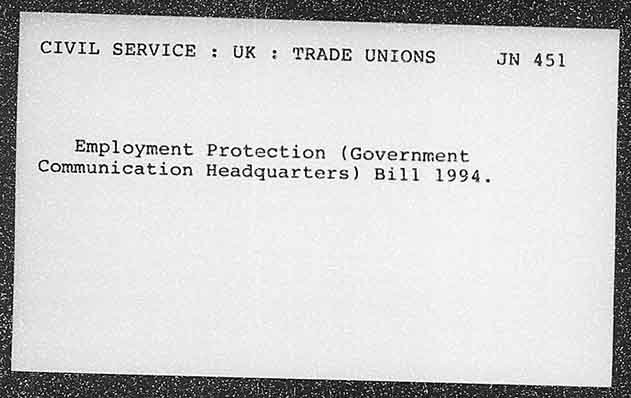 CIVIL SERVICE : UK : TRADE UNIONS JN 451
Employment Protection (Government
Communication Headquarters) Bill 1994.